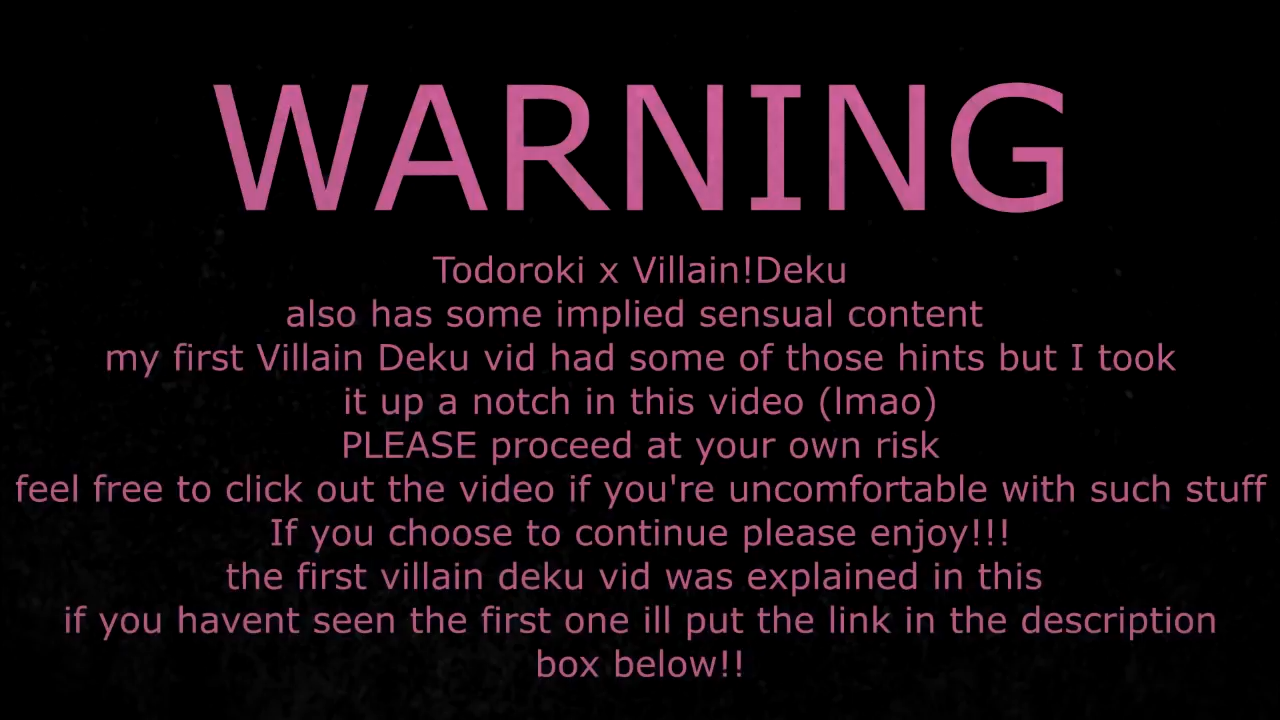 WARNING
Todoroki x Villain!Deku
also has some implied sensual content
my first Villain Deku vid had some of those hints but I took
it up a notch in this video (lmao)
PLEASE proceed at your own risk
feel free to click out the video if you're uncomfortable with such stuff
If you choose to continue please enjoy!!!
the first villain deku vid was explained in this
if you havent seen the first one ill put the link in the description
box below!!